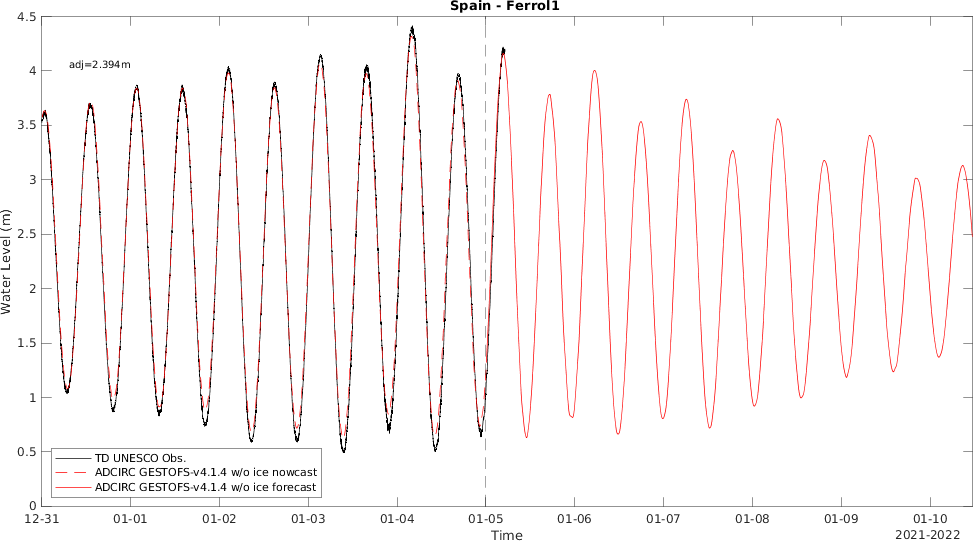 Spain - Ferrol1
4.5
4
3.5
3
2.5
2
1.5
1
0.5
0
Water Level (m)
adj=2.394m
TD UNESCO Obs.
ADCIRC GESTOFS-v4.1.4 w/o ice nowcast
ADCIRC GESTOFS-v4.1.4 w/o ice forecast
12-31 01-01 01-02 01-03 01-04 01-05 01-06 01-07 01-08 01-09 01-10
Time
2021-2022